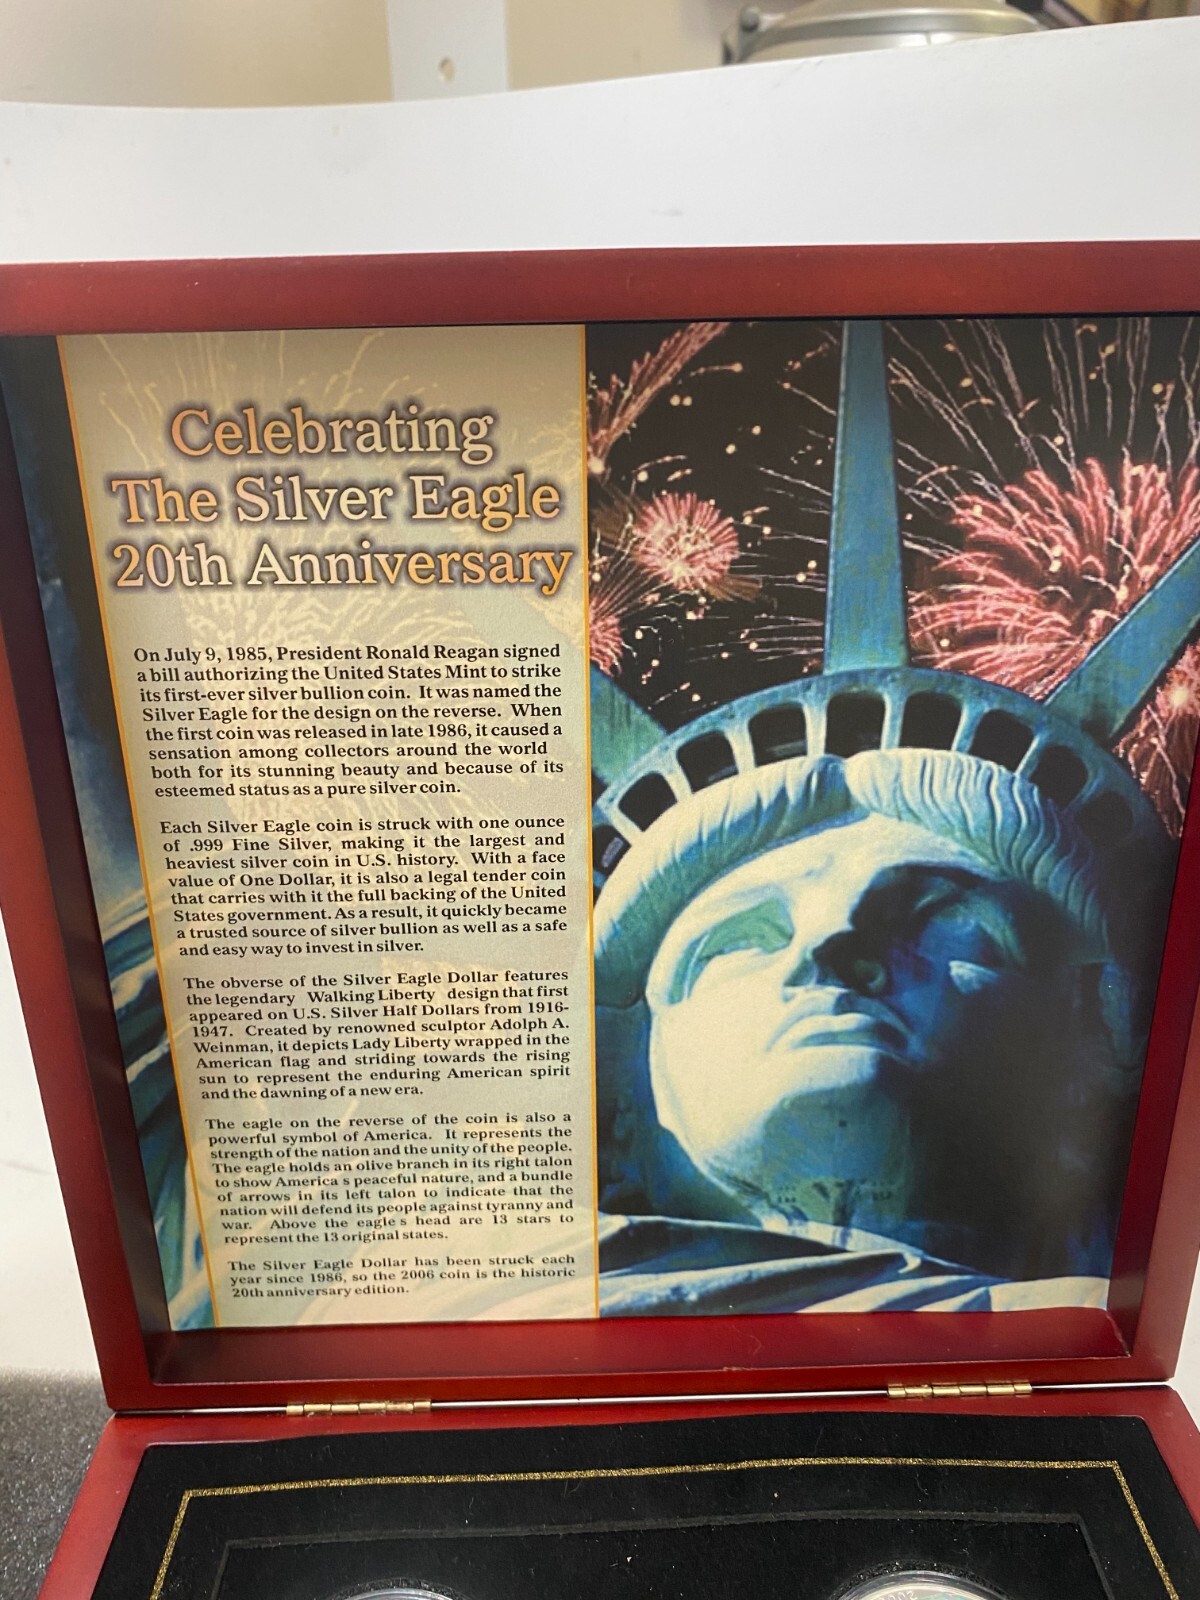 Celebrating
The Silver Eagle
20th Anniversary
On July 9, 1985, President Ronald Reagan signed
a bill authorizing the United States Mint to strike
its first-ever silver bullion coin. It was named the
Silver Eagle for the design on the reverse. When
the first coin was released in late 1986, it caused a
sensation among collectors around the world
both for its stunning beauty and because of its
esteemed status as a pure silver coin.
Each Silver Eagle coin is struck with one ounce
of .999 Fine Silver, making it the largest and
heaviest silver coin in U.S. history. With a face
value of One Dollar, it is also a legal tender coin
that carries with it the full backing of the United
States government. As a result, it quickly became
a trusted source of silver bullion as well as a safe
and easy way to invest in silver.
The obverse of the Silver Eagle Dollar features
the legendary Walking Liberty design that first
appeared on U.S. Silver Half Dollars from 1916-
1947. Created by renowned sculptor Adolph A.
Weinman, it depicts Lady Liberty wrapped in the
American flag and striding towards the rising
sun to represent the enduring American spirit
and the dawning of a new era.
The eagle on the reverse of the coin is also a
powerful symbol of America. It represents the
strength of the nation and the unity of the people.
The eagle holds an olive branch in its right talon
to show America s peaceful nature, and a bundle
of arrows in its left talon to indicate that the
nation will defend its people against tyranny and
war. Above the eagle s head are 13 stars to
represent the 13 original states.
The Silver Eagle Dollar has been struck each
year since 1986, so the 2006 coin is the historic
20th anniversary edition.